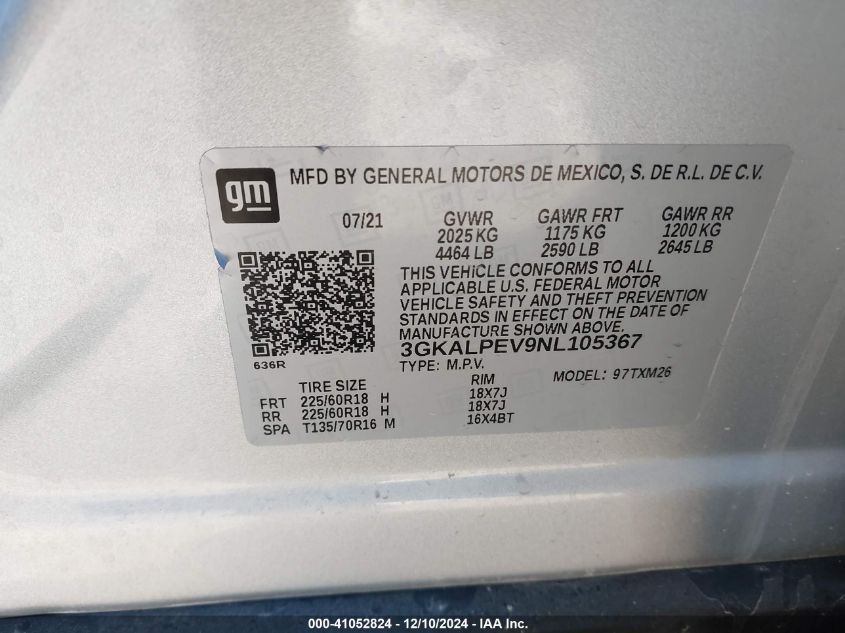 gm
MFD BY GENERAL MOTORS DE MEXICO, S. DE R.L. DE C.V.
07/21 GVWR GAWR FRT GAWR RR
2025 KG 1175 KG 1200 KG
4464 LB 2590 LB 2645 LB
THIS VEHICLE CONFORMS TO ALL
APPLICABLE U.S. FEDERAL MOTOR
VEHICLE SAFETY AND THEFT PREVENTION
STANDARDS IN EFFECT ON THE DATE OF
MANUFACTURE SHOWN ABOVE.
3GKALPEV9NL105367
636R
TYPE: M.P.V.
TIRE SIZE RIM MODEL: 97TXM26
FRT 225/60R18 H 18X7J
RR 225/60R18 H 18X7J
SPA T135/70R16 M 16X4BT
000-41052824 - 12/10/2024 - IAA Inc.